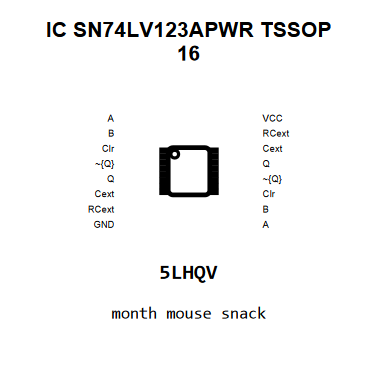 IC SN74LV123APWR TSSOP
16
A
B
Clr
~{Q}
Q
Cext
RCext
GND
VCC
RCext
Cext
Q
~{Q}
Clr
B
A
5LHQV
month mouse snack